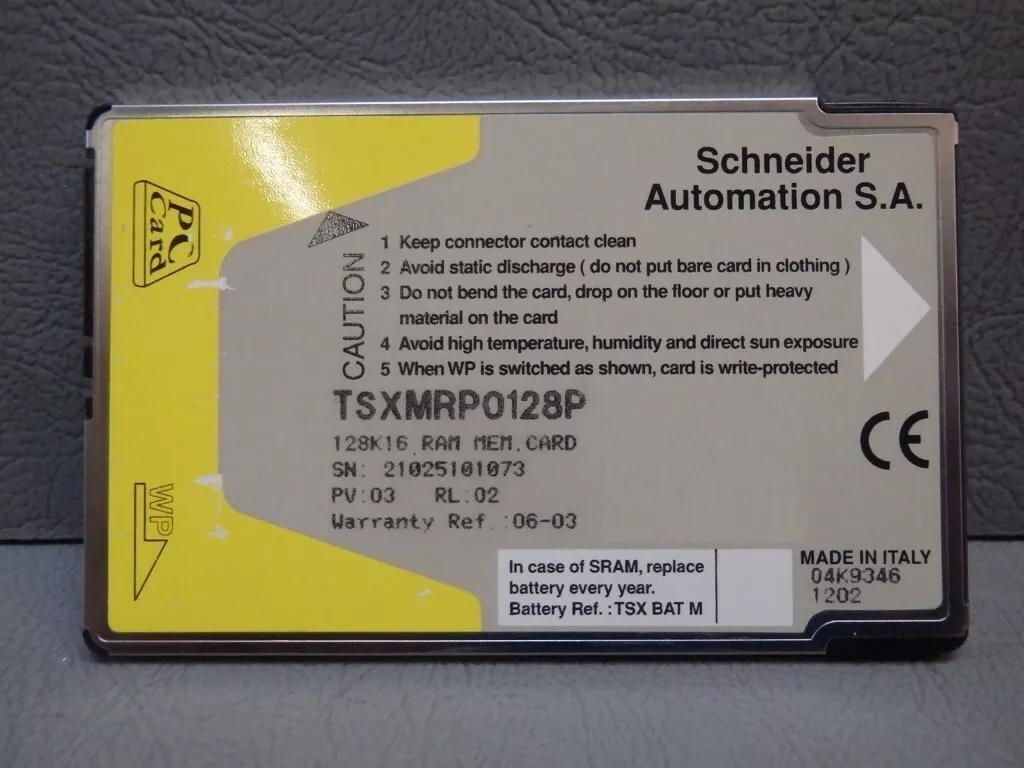 PC
Card
Schneider
Automation S.A.
CAUTION
1 Keep connector contact clean
2 Avoid static discharge ( do not put bare card in clothing )
3 Do not bend the card, drop on the floor or put heavy
material on the card
4 Avoid high temperature, humidity and direct sun exposure
5 When WP is switched as shown, card is write-protected
TSXMRP0128P
128K16 RAM MEM.CARD
SN: 21025101073
PV:03 RL:02
Warranty Ref.:06-03
CE
WP
In case of SRAM, replace
battery every year.
Battery Ref. : TSX BAT M
MADE IN ITALY
04K9346
1202